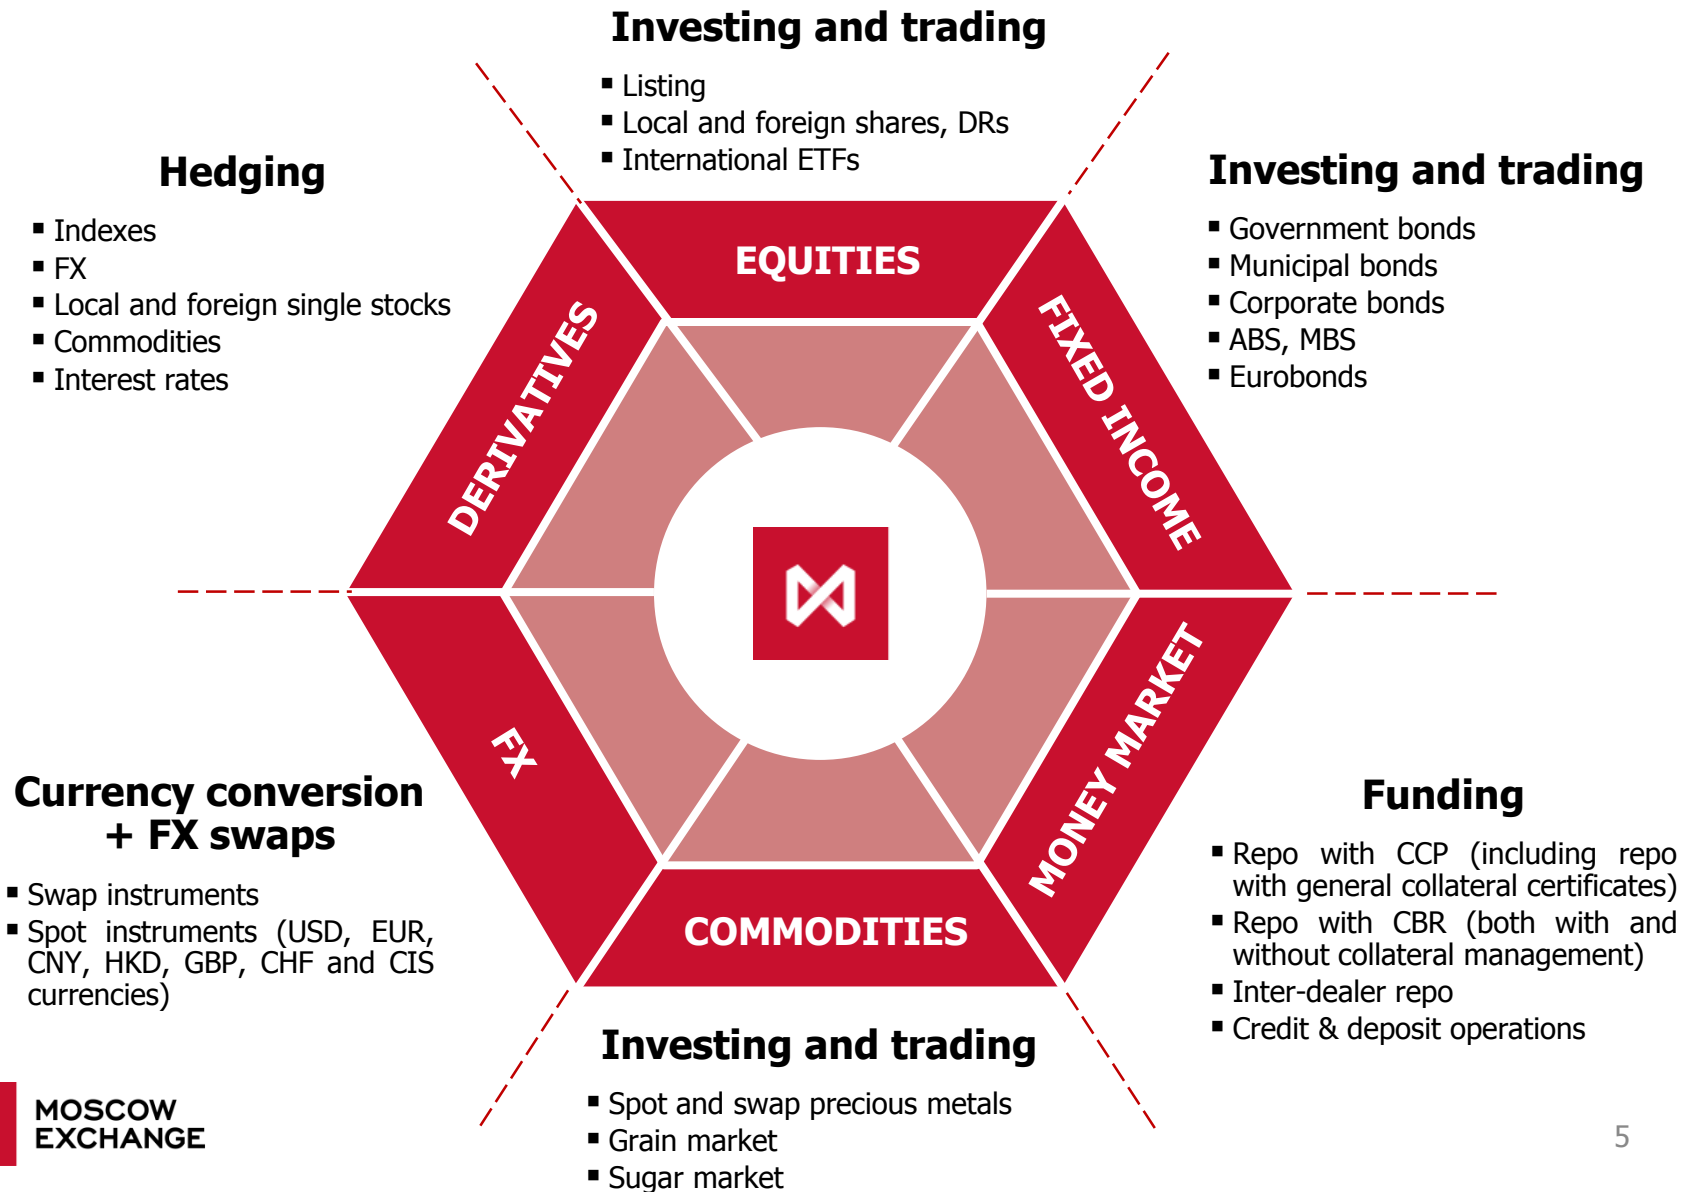 Investing and trading
▪ Listing
▪ Local and foreign shares, DRs
▪ International ETFs
Hedging
▪ Indexes
▪ FX
▪ Local and foreign single stocks
▪ Commodities
▪ Interest rates
Investing and trading
▪ Government bonds
▪ Municipal bonds
▪ Corporate bonds
▪ ABS, MBS
▪ Eurobonds
EQUITIES
DERIVATIVES
FIXED INCOME
FX
MONEY MARKET
COMMODITIES
Currency conversion
+ FX swaps
▪ Swap instruments
▪ Spot instruments (USD, EUR,
CNY, HKD, GBP, CHF and CIS
currencies)
Funding
▪ Repo with CCP (including repo
with general collateral certificates)
▪ Repo with CBR (both with and
without collateral management)
▪ Inter-dealer repo
▪ Credit & deposit operations
Investing and trading
▪ Spot and swap precious metals
▪ Grain market
▪ Sugar market
MOSCOW
EXCHANGE
5